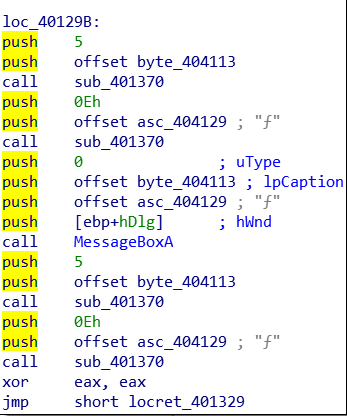 loc_40129B:
push 5
push offset byte_404113
call sub_401370
push 0Eh
push offset asc_404129 ; "ƒ"
call sub_401370
push 0 ; uType
push offset byte_404113 ; lpCaption
push offset asc_404129 ; "ƒ"
push [ebp+hDlg] ; hWnd
call MessageBoxA
push 5
push offset byte_404113
call sub_401370
push 0Eh
push offset asc_404129 ; "ƒ"
call sub_401370
xor eax, eax
jmp short locret_401329